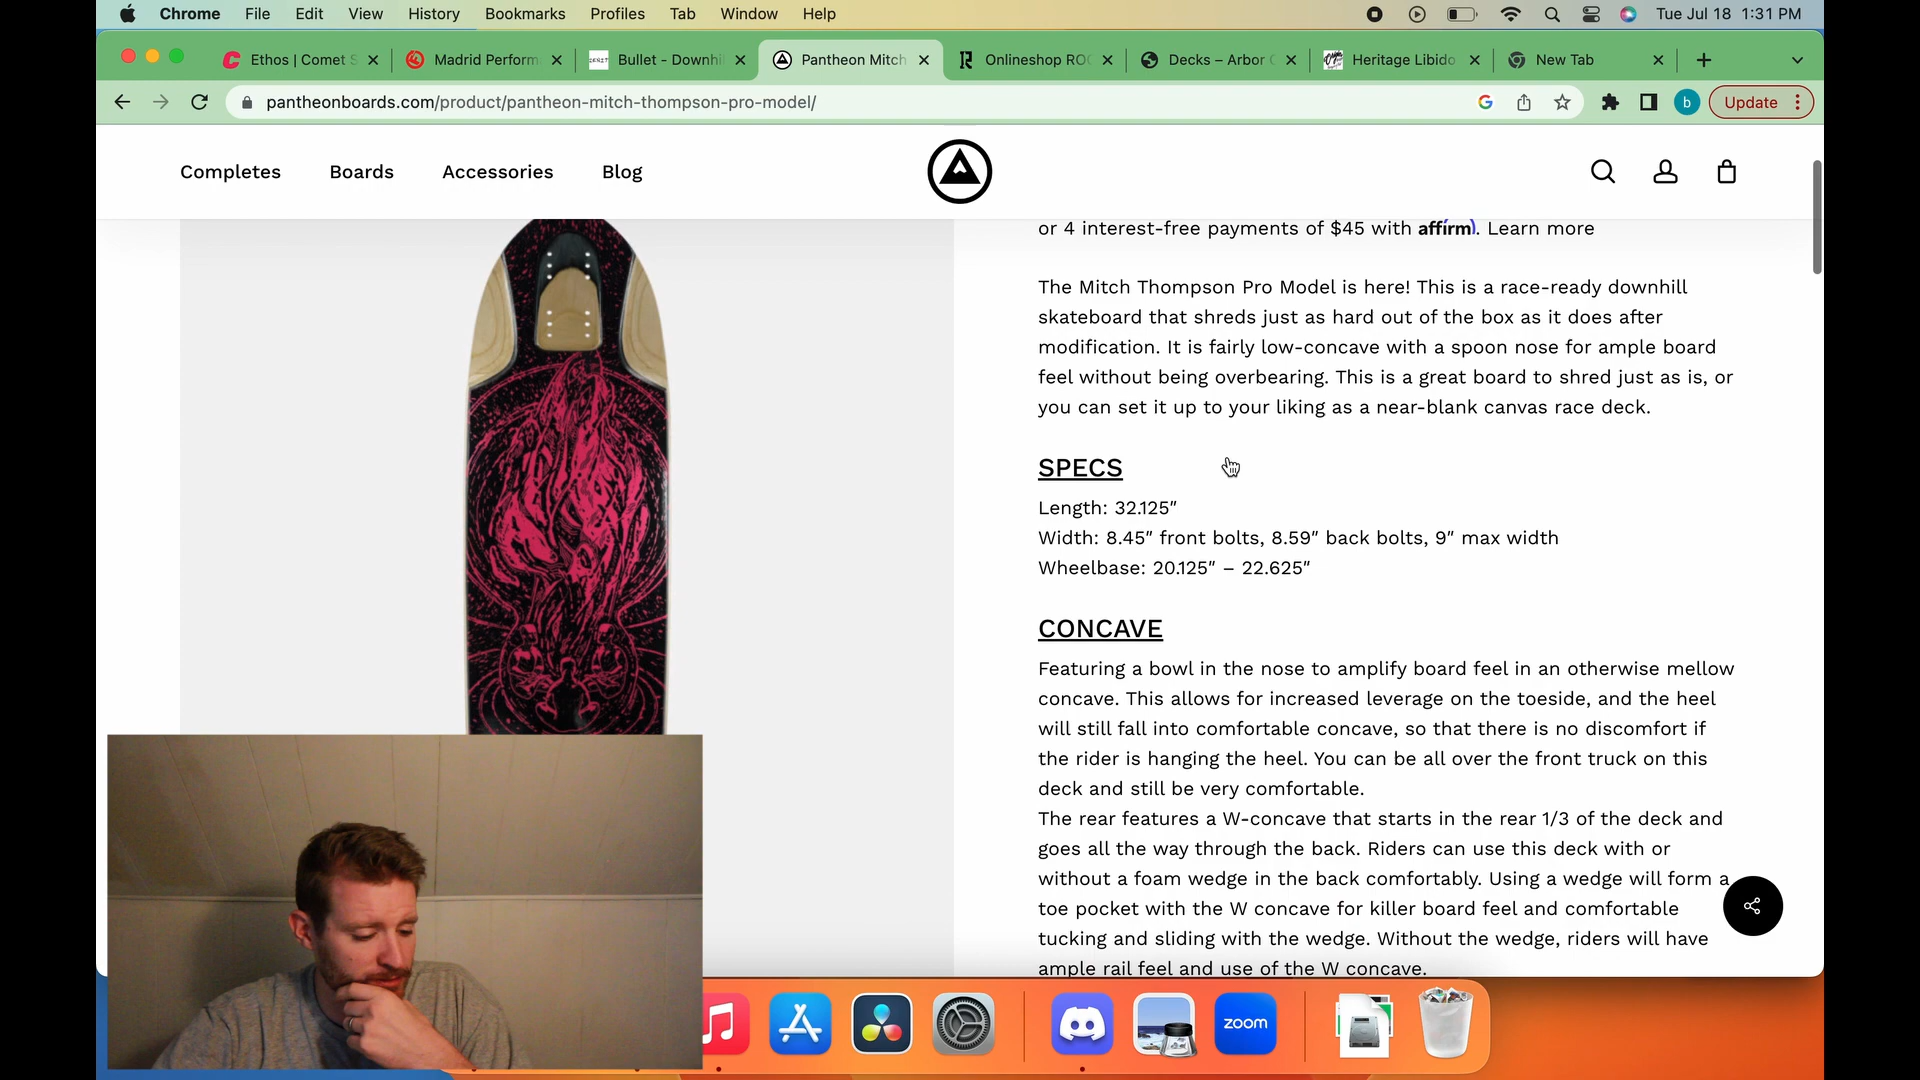 Chrome File Edit View History Bookmarks Profiles Tab Window Help Tue Jul 18 1:31 PM
Ethos | Comet S Madrid Perform Bullet - Downhi Pantheon Mitch Onlineshop ROC Decks – Arbor C Heritage Libido New Tab
pantheonboards.com/product/pantheon-mitch-thompson-pro-model/ b Update
Completes Boards Accessories Blog
or 4 interest-free payments of $45 with affirm. Learn more
The Mitch Thompson Pro Model is here! This is a race-ready downhill
skateboard that shreds just as hard out of the box as it does after
modification. It is fairly low-concave with a spoon nose for ample board
feel without being overbearing. This is a great board to shred just as is, or
you can set it up to your liking as a near-blank canvas race deck.
SPECS
Length: 32.125″
Width: 8.45″ front bolts, 8.59″ back bolts, 9″ max width
Wheelbase: 20.125″ – 22.625″
CONCAVE
Featuring a bowl in the nose to amplify board feel in an otherwise mellow
concave. This allows for increased leverage on the toeside, and the heel
will still fall into comfortable concave, so that there is no discomfort if
the rider is hanging the heel. You can be all over the front truck on this
deck and still be very comfortable.
The rear features a W-concave that starts in the rear 1/3 of the deck and
goes all the way through the back. Riders can use this deck with or
without a foam wedge in the back comfortably. Using a wedge will form a
toe pocket with the W concave for killer board feel and comfortable
tucking and sliding with the wedge. Without the wedge, riders will have
ample rail feel and use of the W concave.
zoom